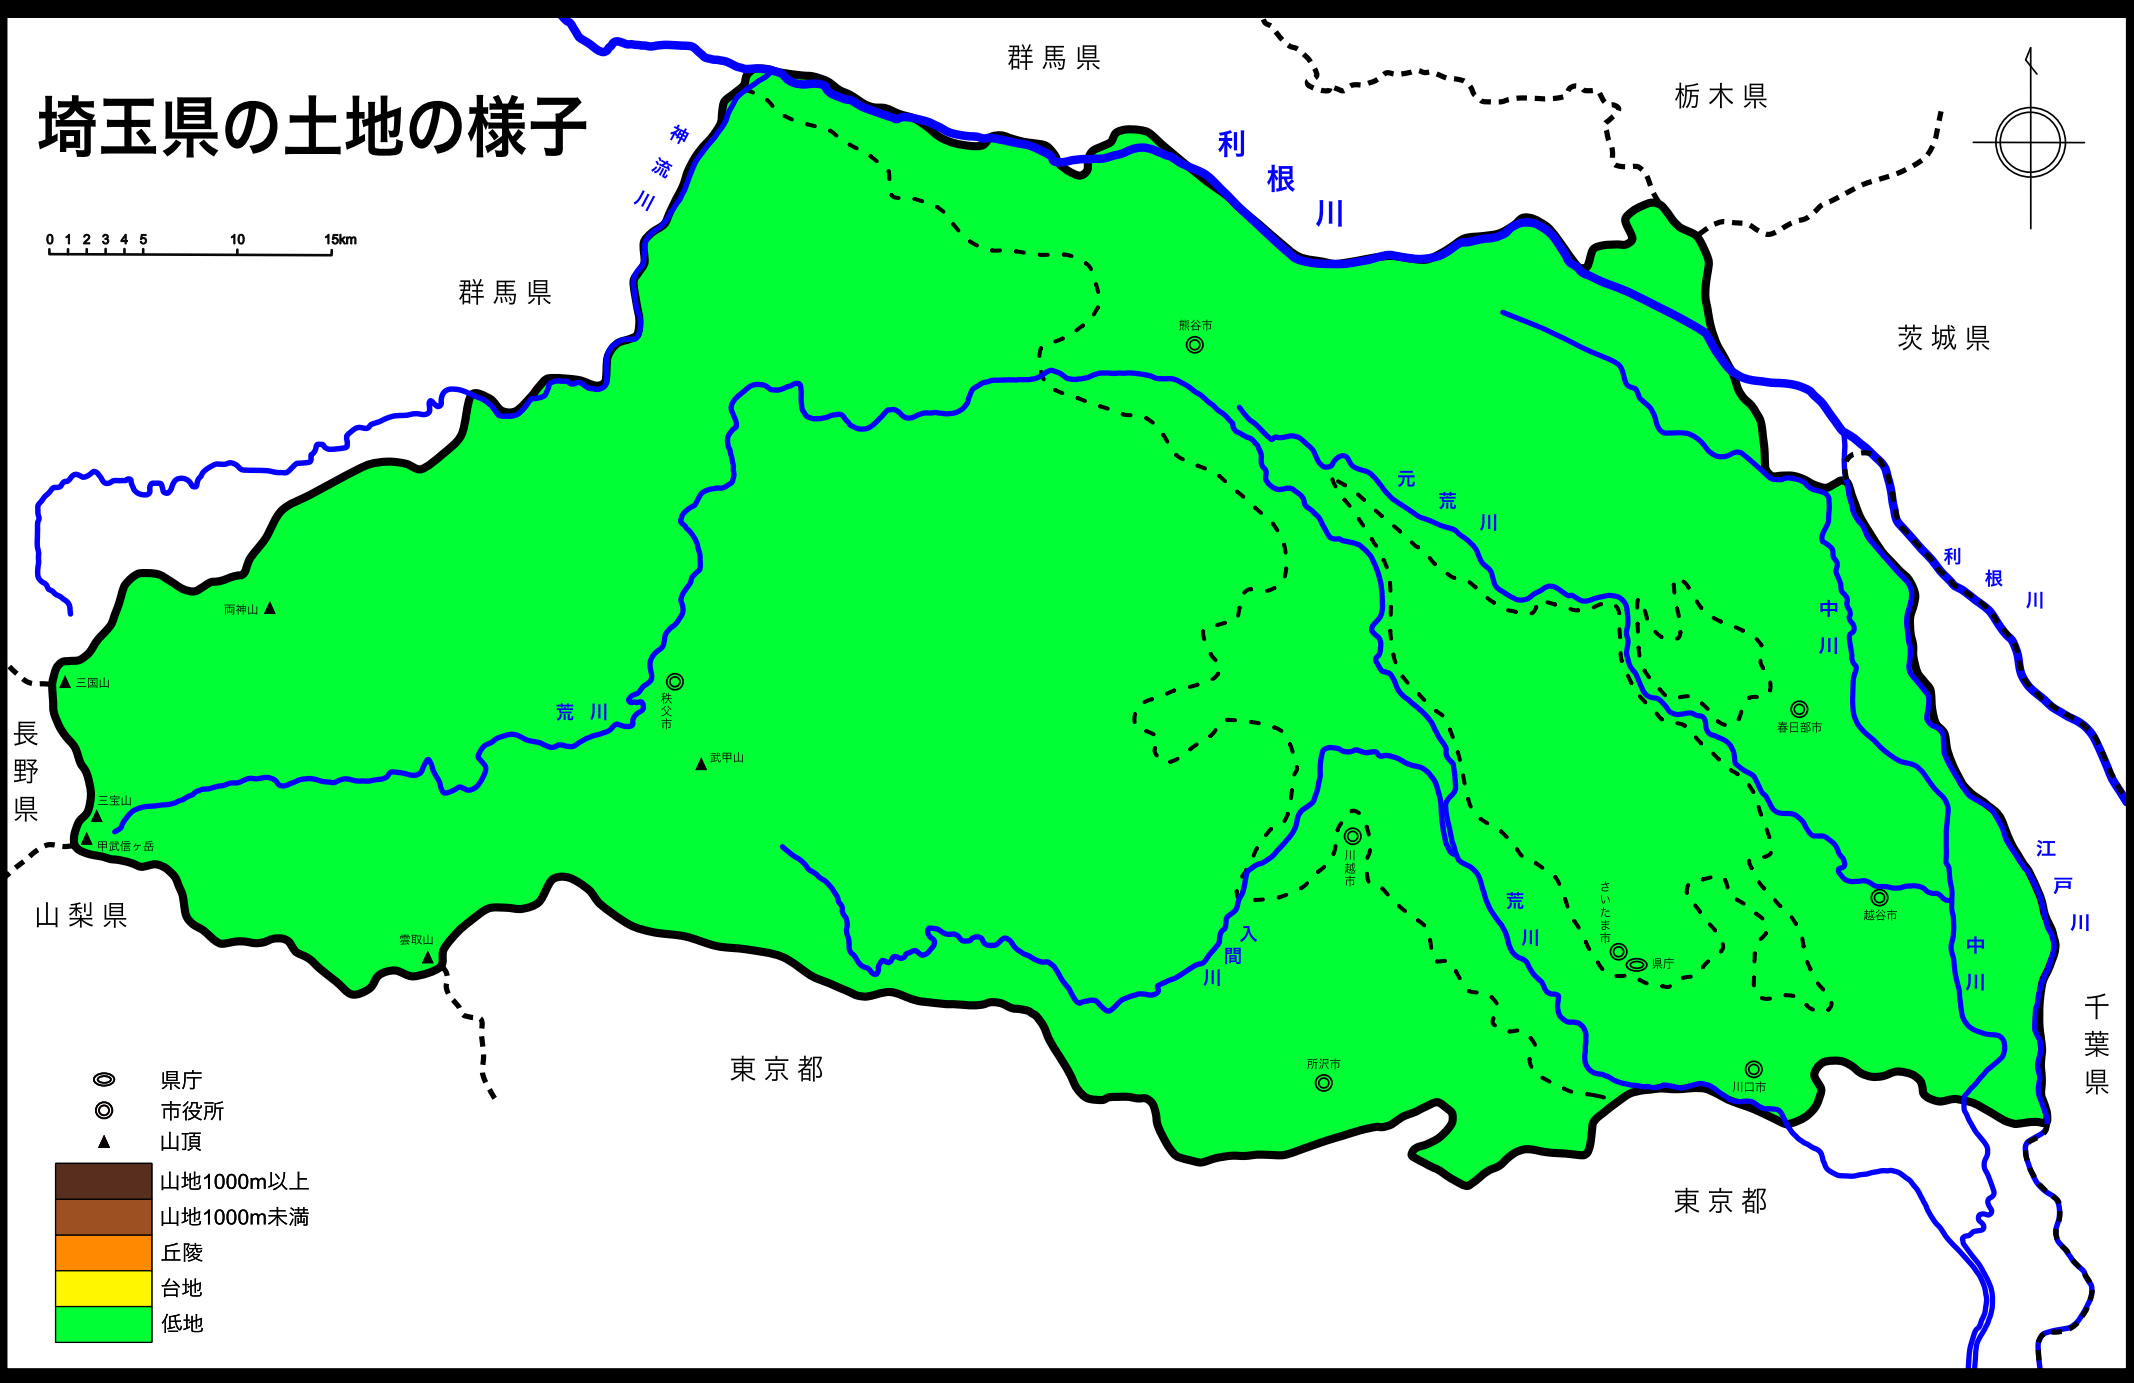 埼玉県の土地の様子
0 1 2 3 4 5 10 15km
群馬県
栃木県
利根川
神流川
群馬県
茨城県
熊谷市
元荒川
利根川
中川
両神山
三国山
秩父市
荒川
武甲山
春日部市
長野県
三宝山
甲武信ヶ岳
山梨県
雲取山
川越市
さいたま市
県庁
荒川
入間川
越谷市
中川
江戸川
千葉県
所沢市
川口市
東京都
東京都
県庁
市役所
山頂
山地1000m以上
山地1000m未満
丘陵
台地
低地